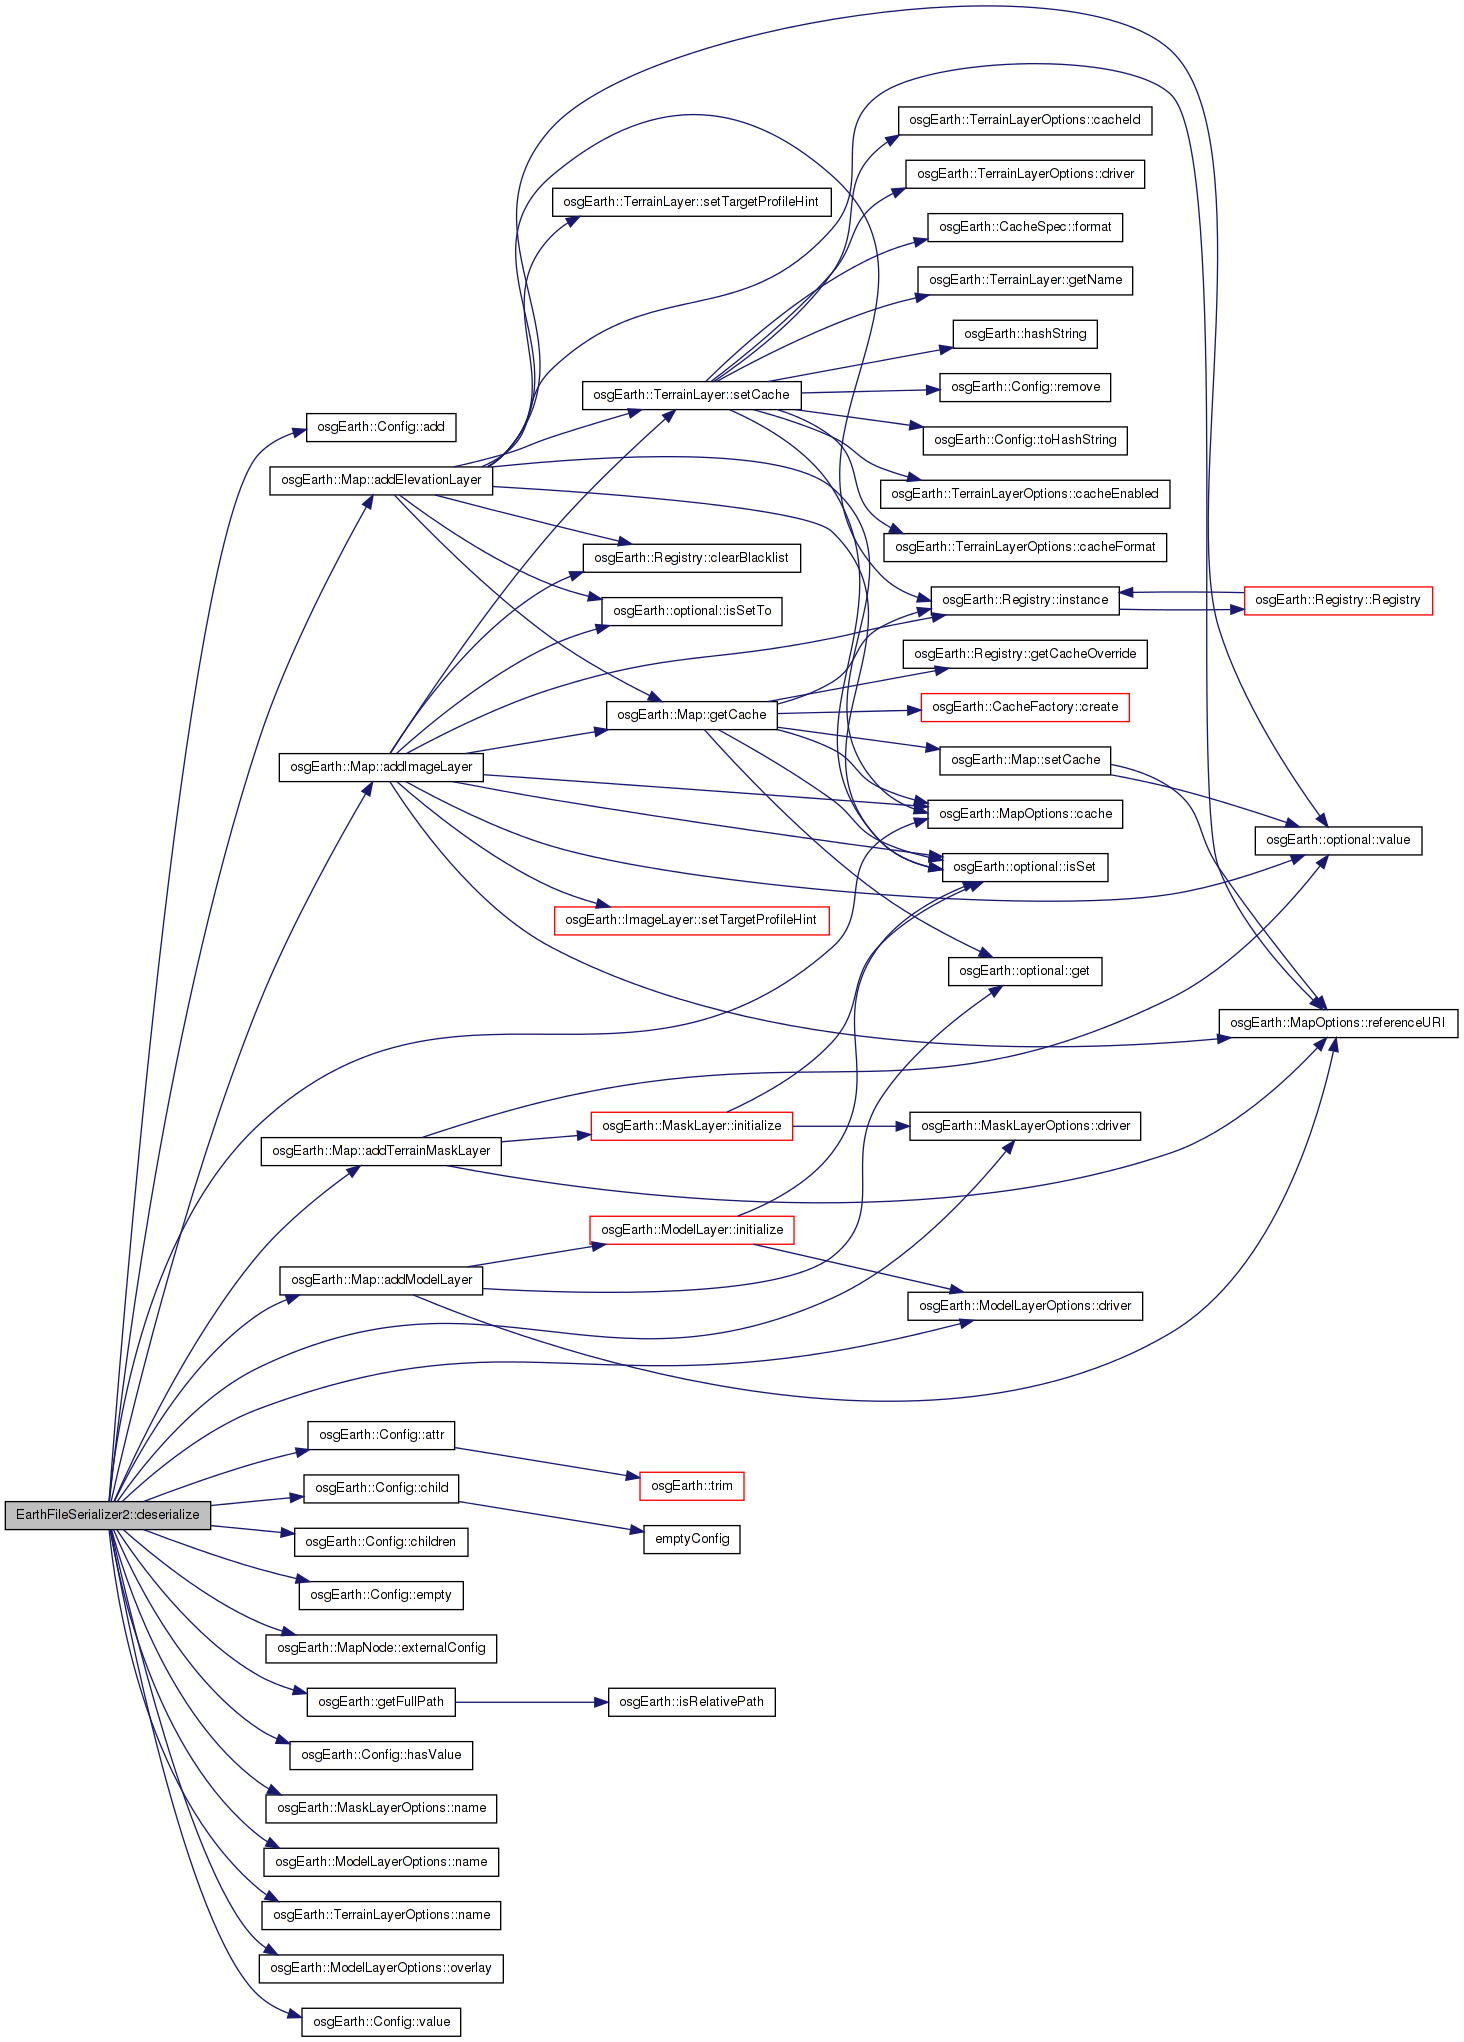 osgEarth::TerrainLayerOptions::cacheId
osgEarth::TerrainLayerOptions::driver
osgEarth::TerrainLayer::setTargetProfileHint
osgEarth::CacheSpec::format
osgEarth::TerrainLayer::getName
osgEarth::hashString
osgEarth::TerrainLayer::setCache
osgEarth::Config::remove
osgEarth::Config::add
osgEarth::Config::toHashString
osgEarth::Map::addElevationLayer
osgEarth::TerrainLayerOptions::cacheEnabled
osgEarth::Registry::clearBlacklist
osgEarth::TerrainLayerOptions::cacheFormat
osgEarth::optional::isSetTo
osgEarth::Registry::instance
osgEarth::Registry::Registry
osgEarth::Registry::getCacheOverride
osgEarth::Map::getCache
osgEarth::CacheFactory::create
osgEarth::Map::addImageLayer
osgEarth::Map::setCache
osgEarth::MapOptions::cache
osgEarth::optional::value
osgEarth::optional::isSet
osgEarth::ImageLayer::setTargetProfileHint
osgEarth::optional::get
osgEarth::MapOptions::referenceURI
osgEarth::MaskLayer::initialize
osgEarth::MaskLayerOptions::driver
osgEarth::Map::addTerrainMaskLayer
osgEarth::ModelLayer::initialize
osgEarth::Map::addModelLayer
osgEarth::ModelLayerOptions::driver
osgEarth::Config::attr
osgEarth::trim
osgEarth::Config::child
EarthFileSerializer2::deserialize
emptyConfig
osgEarth::Config::children
osgEarth::Config::empty
osgEarth::MapNode::externalConfig
osgEarth::getFullPath
osgEarth::isRelativePath
osgEarth::Config::hasValue
osgEarth::MaskLayerOptions::name
osgEarth::ModelLayerOptions::name
osgEarth::TerrainLayerOptions::name
osgEarth::ModelLayerOptions::overlay
osgEarth::Config::value